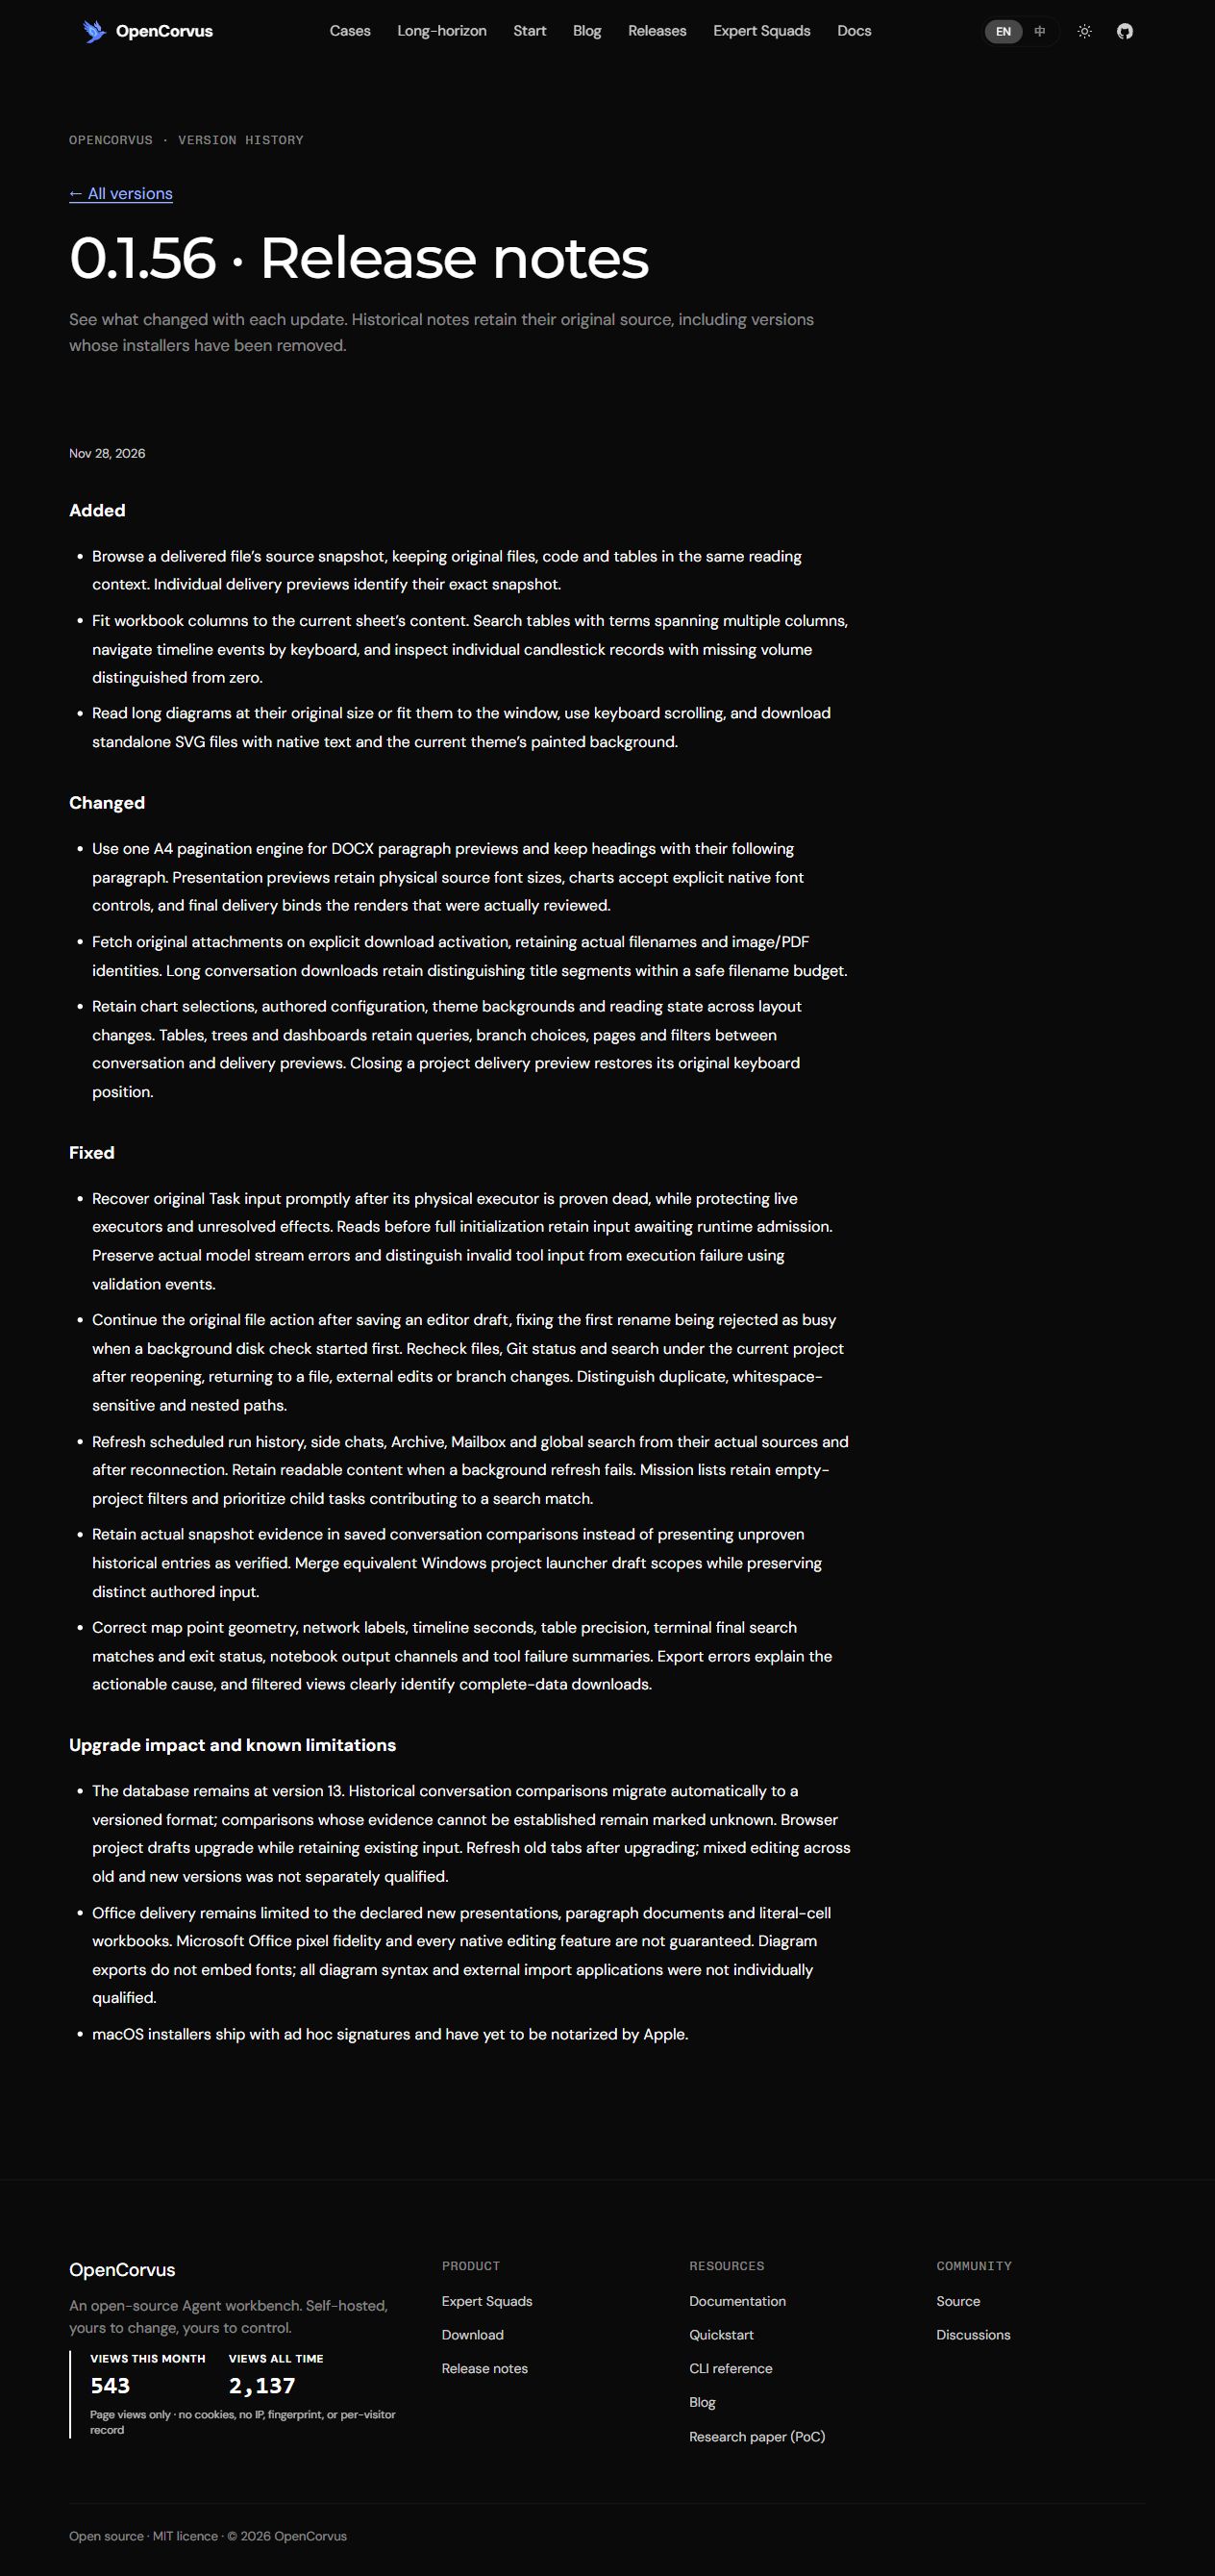 OpenCorvus
Cases
Long-horizon
Start
Blog
Releases
Expert Squads
Docs
EN
中
OPENCORVUS · VERSION HISTORY
← All versions
0.1.56 · Release notes
See what changed with each update. Historical notes retain their original source, including versions
whose installers have been removed.
Nov 28, 2026
Added
• Browse a delivered file’s source snapshot, keeping original files, code and tables in the same reading
context. Individual delivery previews identify their exact snapshot.
• Fit workbook columns to the current sheet’s content. Search tables with terms spanning multiple columns,
navigate timeline events by keyboard, and inspect individual candlestick records with missing volume
distinguished from zero.
• Read long diagrams at their original size or fit them to the window, use keyboard scrolling, and download
standalone SVG files with native text and the current theme’s painted background.
Changed
• Use one A4 pagination engine for DOCX paragraph previews and keep headings with their following
paragraph. Presentation previews retain physical source font sizes, charts accept explicit native font
controls, and final delivery binds the renders that were actually reviewed.
• Fetch original attachments on explicit download activation, retaining actual filenames and image/PDF
identities. Long conversation downloads retain distinguishing title segments within a safe filename budget.
• Retain chart selections, authored configuration, theme backgrounds and reading state across layout
changes. Tables, trees and dashboards retain queries, branch choices, pages and filters between
conversation and delivery previews. Closing a project delivery preview restores its original keyboard
position.
Fixed
• Recover original Task input promptly after its physical executor is proven dead, while protecting live
executors and unresolved effects. Reads before full initialization retain input awaiting runtime admission.
Preserve actual model stream errors and distinguish invalid tool input from execution failure using
validation events.
• Continue the original file action after saving an editor draft, fixing the first rename being rejected as busy
when a background disk check started first. Recheck files, Git status and search under the current project
after reopening, returning to a file, external edits or branch changes. Distinguish duplicate, whitespace-
sensitive and nested paths.
• Refresh scheduled run history, side chats, Archive, Mailbox and global search from their actual sources and
after reconnection. Retain readable content when a background refresh fails. Mission lists retain empty-
project filters and prioritize child tasks contributing to a search match.
• Retain actual snapshot evidence in saved conversation comparisons instead of presenting unproven
historical entries as verified. Merge equivalent Windows project launcher draft scopes while preserving
distinct authored input.
• Correct map point geometry, network labels, timeline seconds, table precision, terminal final search
matches and exit status, notebook output channels and tool failure summaries. Export errors explain the
actionable cause, and filtered views clearly identify complete-data downloads.
Upgrade impact and known limitations
• The database remains at version 13. Historical conversation comparisons migrate automatically to a
versioned format; comparisons whose evidence cannot be established remain marked unknown. Browser
project drafts upgrade while retaining existing input. Refresh old tabs after upgrading; mixed editing across
old and new versions was not separately qualified.
• Office delivery remains limited to the declared new presentations, paragraph documents and literal-cell
workbooks. Microsoft Office pixel fidelity and every native editing feature are not guaranteed. Diagram
exports do not embed fonts; all diagram syntax and external import applications were not individually
qualified.
• macOS installers ship with ad hoc signatures and have yet to be notarized by Apple.
OpenCorvus
An open-source Agent workbench. Self-hosted,
yours to change, yours to control.
VIEWS THIS MONTH
543
VIEWS ALL TIME
2,137
Page views only · no cookies, no IP, fingerprint, or per-visitor
record
PRODUCT
Expert Squads
Download
Release notes
RESOURCES
Documentation
Quickstart
CLI reference
Blog
Research paper (PoC)
COMMUNITY
Source
Discussions
Open source · MIT licence · © 2026 OpenCorvus